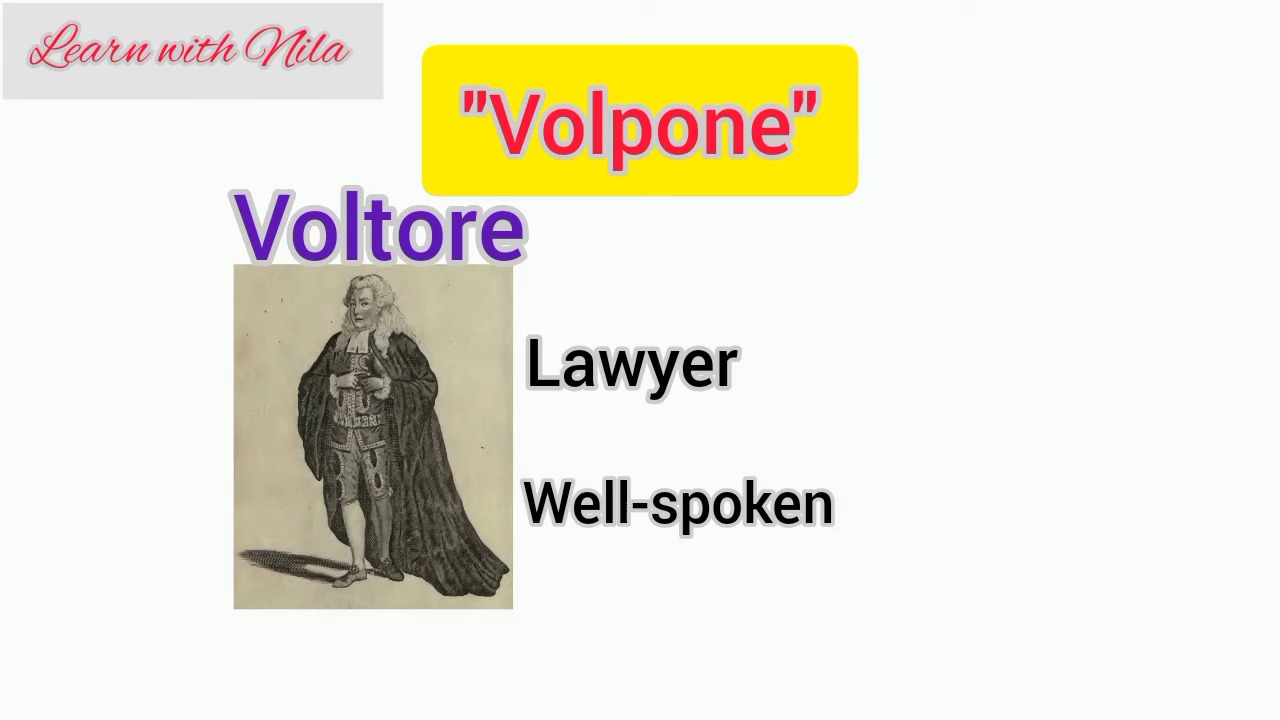 Learn with Nila
"Volpone"
Voltore
Lawyer
Well-spoken